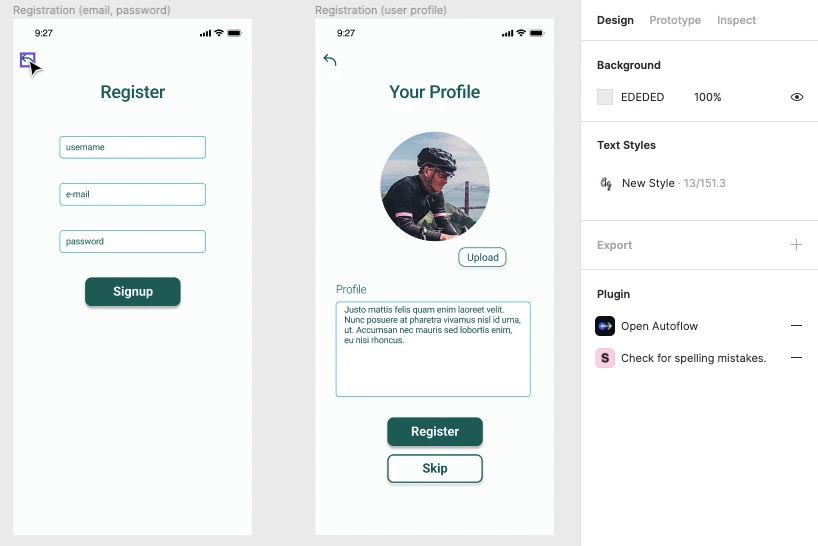 Registration (email, password)
9:27
Register
username
e-mail
password
Signup
Registration (user profile)
9:27
Your Profile
Upload
Profile
Justo mattis felis quam enim laoreet velit.
Nunc posuere at pharetra vivamus nisl id urna,
ut. Accumsan nec mauris sed lobortis enim,
eu nisi rhoncus.
Register
Skip
Design Prototype Inspect
Background
EDEDED 100%
Text Styles
Ag New Style · 13/151.3
Export
Plugin
Open Autoflow
S Check for spelling mistakes.